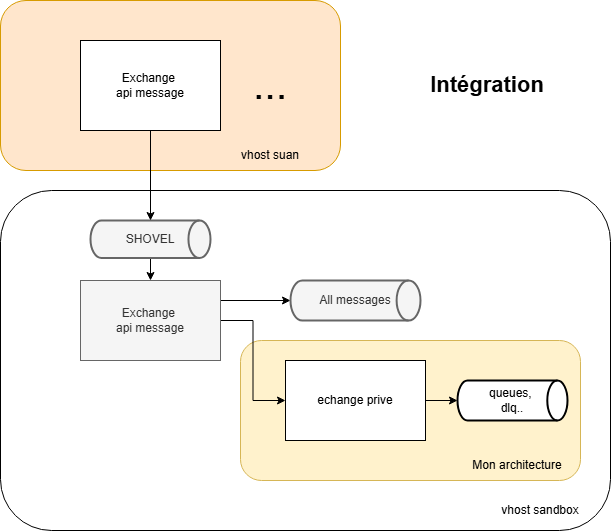 Exchange
api message
...
Intégration
vhost suan
SHOVEL
Exchange
api message
All messages
echange prive
queues,
dlq..
Mon architecture
vhost sandbox